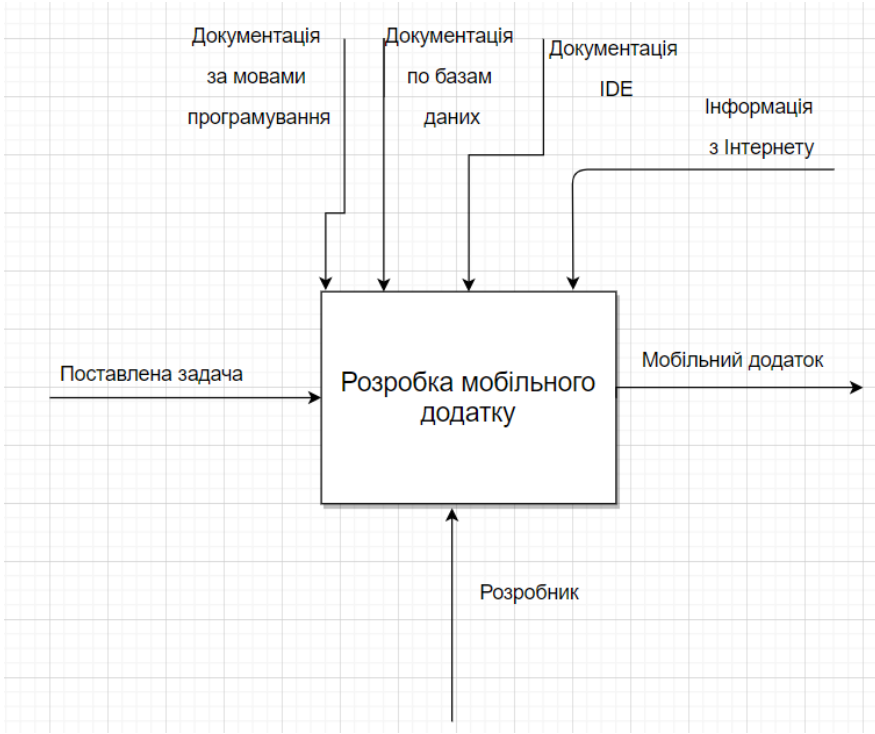 Документація
за мовами
програмування
Документація
по базам
даних
Документація
IDE
Інформація
з Інтернету
Поставлена задача
Розробка мобільного
додатку
Мобільний додаток
Розробник